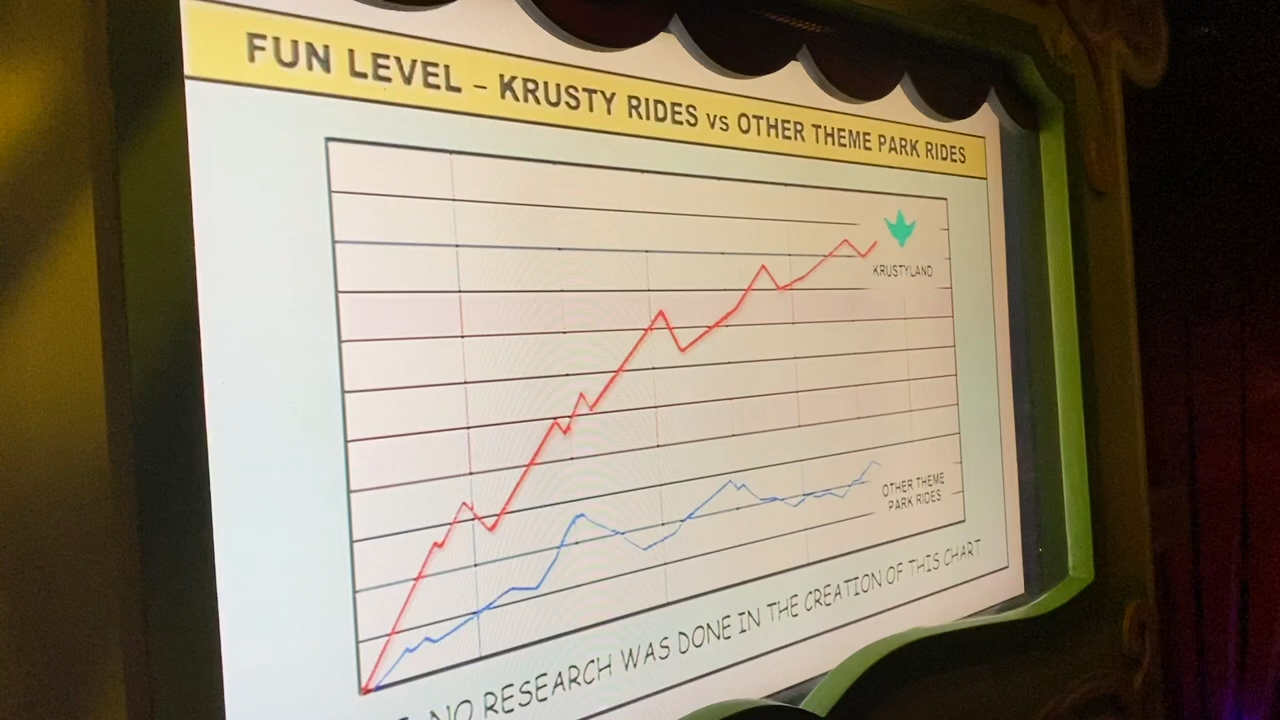 FUN LEVEL – KRUSTY RIDES vs OTHER THEME PARK RIDES
KRUSTYLAND
OTHER THEME
PARK RIDES
NO RESEARCH WAS DONE IN THE CREATION OF THIS CHART